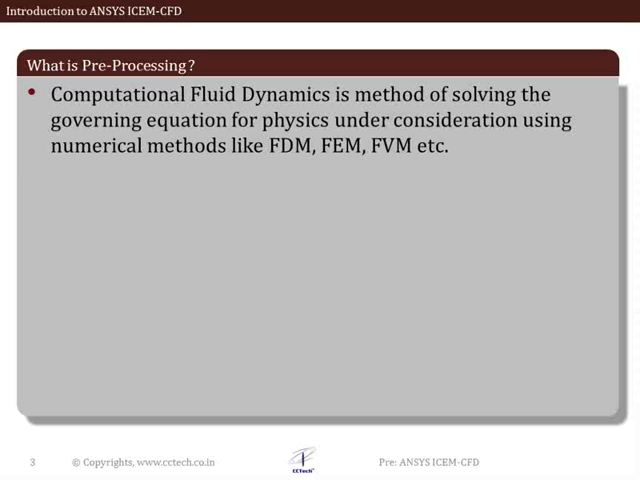 Introduction to ANSYS ICEM-CFD
What is Pre-Processing?
• Computational Fluid Dynamics is method of solving the
governing equation for physics under consideration using
numerical methods like FDM, FEM, FVM etc.
3 © Copyrights, www.cctech.co.in CCTech™ Pre: ANSYS ICEM-CFD